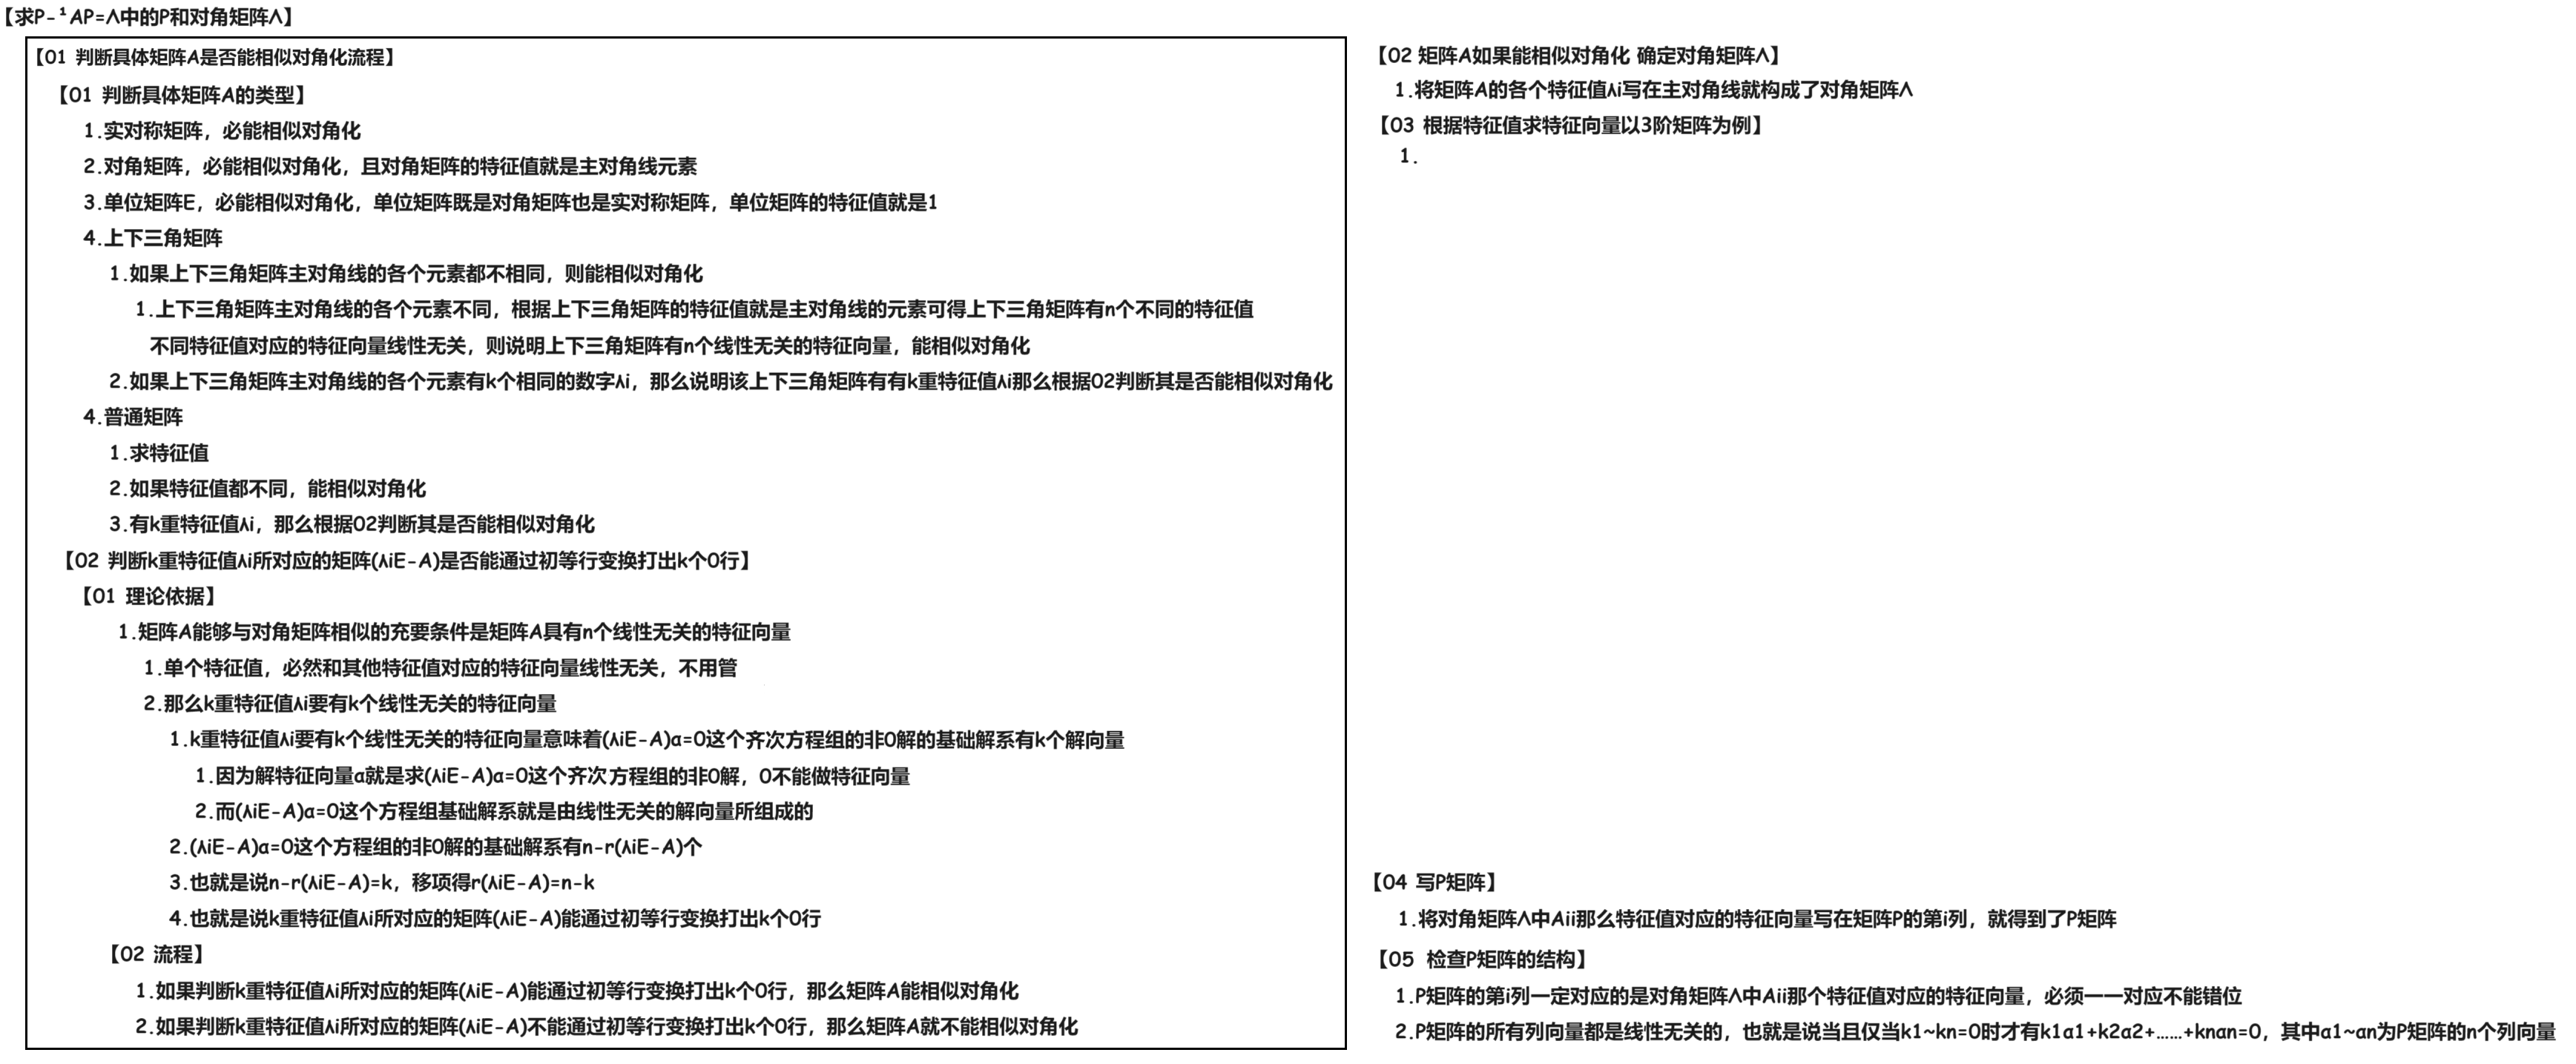 【求P-¹AP=Λ中的P和对角矩阵Λ】
【01 判断具体矩阵A是否能相似对角化流程】
【01 判断具体矩阵A的类型】
1.实对称矩阵，必能相似对角化
2.对角矩阵，必能相似对角化，且对角矩阵的特征值就是主对角线元素
3.单位矩阵E，必能相似对角化，单位矩阵既是对角矩阵也是实对称矩阵，单位矩阵的特征值就是1
4.上下三角矩阵
1.如果上下三角矩阵主对角线的各个元素都不相同，则能相似对角化
1.上下三角矩阵主对角线的各个元素不同，根据上下三角矩阵的特征值就是主对角线的元素可得上下三角矩阵有n个不同的特征值
不同特征值对应的特征向量线性无关，则说明上下三角矩阵有n个线性无关的特征向量，能相似对角化
2.如果上下三角矩阵主对角线的各个元素有k个相同的数字λi，那么说明该上下三角矩阵有有k重特征值λi那么根据02判断其是否能相似对角化
4.普通矩阵
1.求特征值
2.如果特征值都不同，能相似对角化
3.有k重特征值λi，那么根据02判断其是否能相似对角化
【02 判断k重特征值λi所对应的矩阵(λiE-A)是否能通过初等行变换打出k个0行】
【01 理论依据】
1.矩阵A能够与对角矩阵相似的充要条件是矩阵A具有n个线性无关的特征向量
1.单个特征值，必然和其他特征值对应的特征向量线性无关，不用管
2.那么k重特征值λi要有k个线性无关的特征向量
1.k重特征值λi要有k个线性无关的特征向量意味着(λiE-A)α=0这个齐次方程组的非0解的基础解系有k个解向量
1.因为解特征向量α就是求(λiE-A)α=0这个齐次方程组的非0解，0不能做特征向量
2.而(λiE-A)α=0这个方程组基础解系就是由线性无关的解向量所组成的
2.(λiE-A)α=0这个方程组的非0解的基础解系有n-r(λiE-A)个
3.也就是说n-r(λiE-A)=k，移项得r(λiE-A)=n-k
4.也就是说k重特征值λi所对应的矩阵(λiE-A)能通过初等行变换打出k个0行
【02 流程】
1.如果判断k重特征值λi所对应的矩阵(λiE-A)能通过初等行变换打出k个0行，那么矩阵A能相似对角化
2.如果判断k重特征值λi所对应的矩阵(λiE-A)不能通过初等行变换打出k个0行，那么矩阵A就不能相似对角化
【02 矩阵A如果能相似对角化 确定对角矩阵Λ】
1.将矩阵A的各个特征值λi写在主对角线就构成了对角矩阵Λ
【03 根据特征值求特征向量以3阶矩阵为例】
1.
【04 写P矩阵】
1.将对角矩阵Λ中Aii那么特征值对应的特征向量写在矩阵P的第i列，就得到了P矩阵
【05 检查P矩阵的结构】
1.P矩阵的第i列一定对应的是对角矩阵Λ中Aii那个特征值对应的特征向量，必须一一对应不能错位
2.P矩阵的所有列向量都是线性无关的，也就是说当且仅当k1~kn=0时才有k1α1+k2α2+……+knαn=0，其中α1~αn为P矩阵的n个列向量